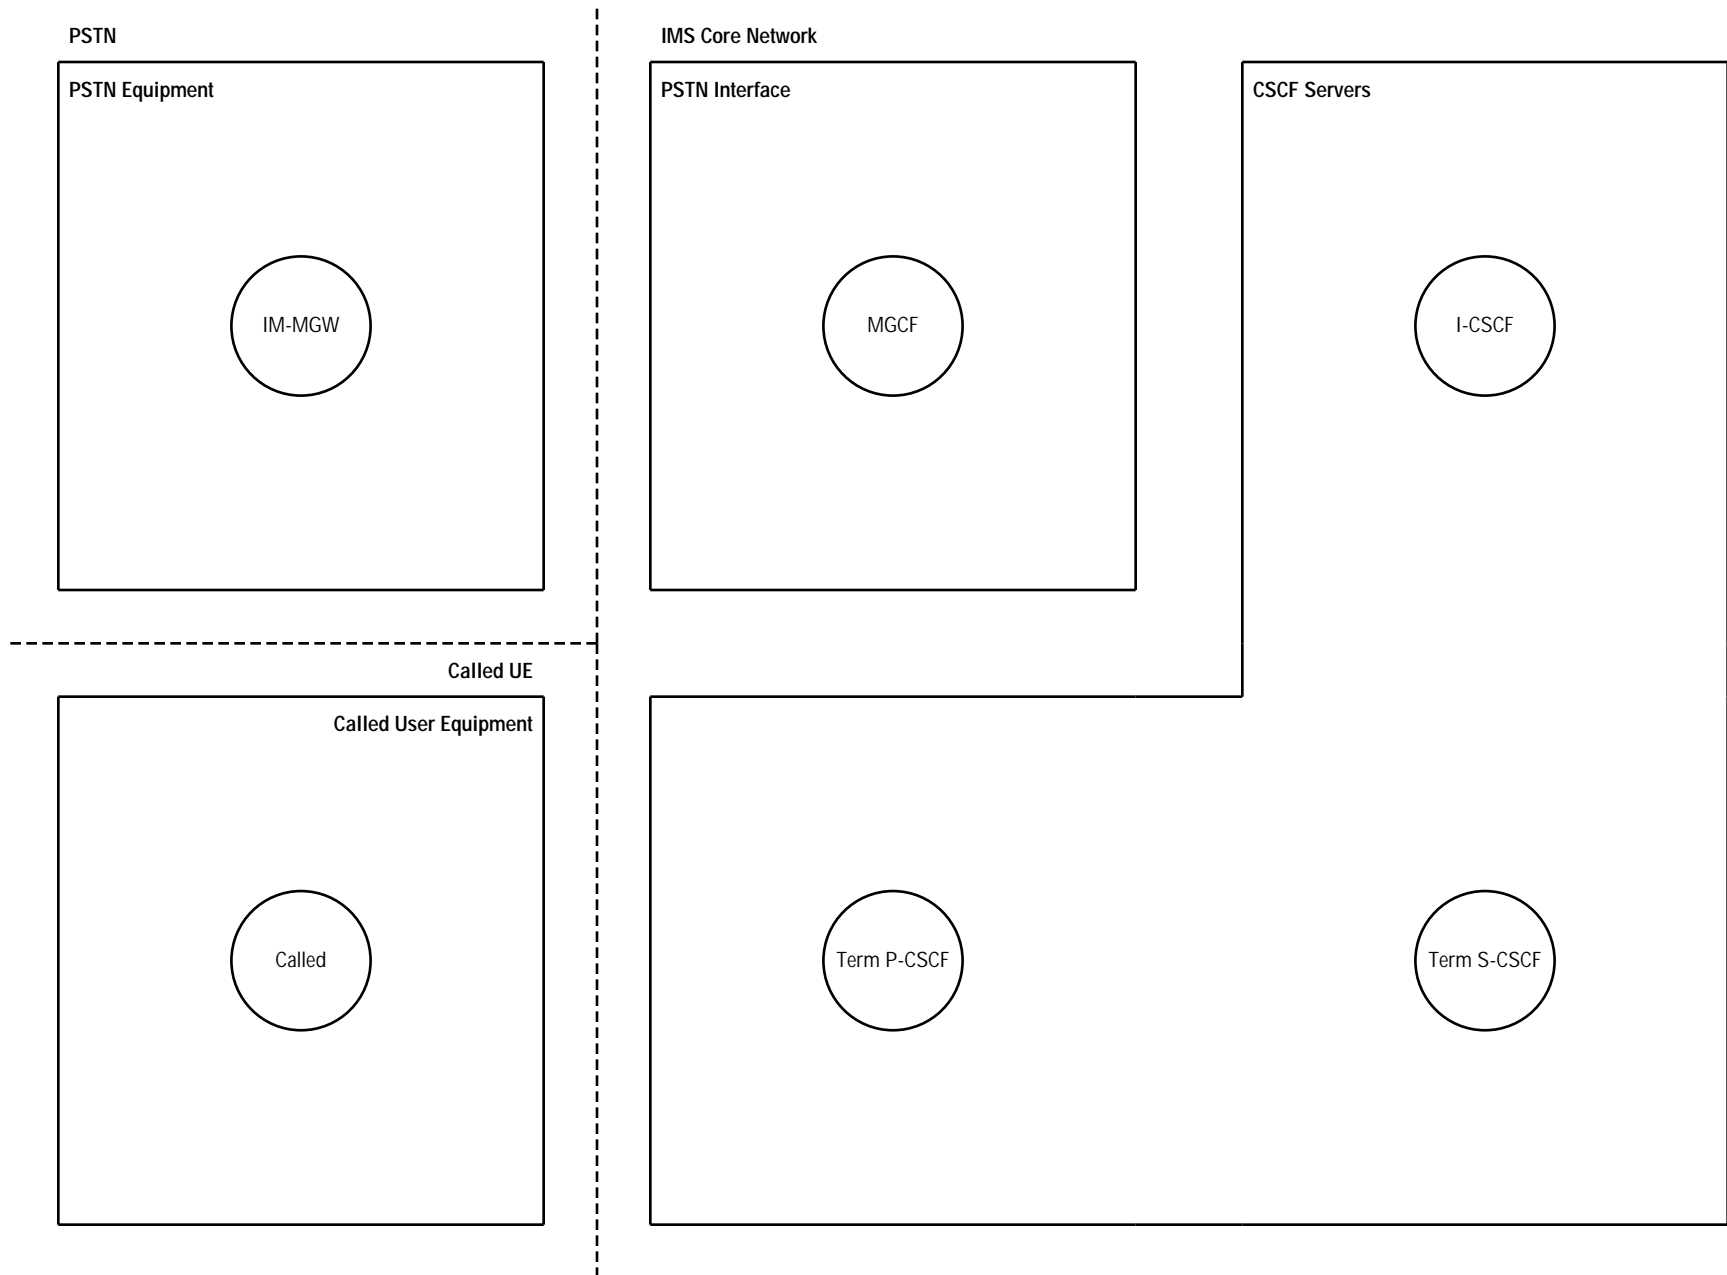 PSTN
IMS Core Network
PSTN Equipment
PSTN Interface
CSCF Servers
IM-MGW
MGCF
I-CSCF
Called UE
Called User Equipment
Called
Term P-CSCF
Term S-CSCF